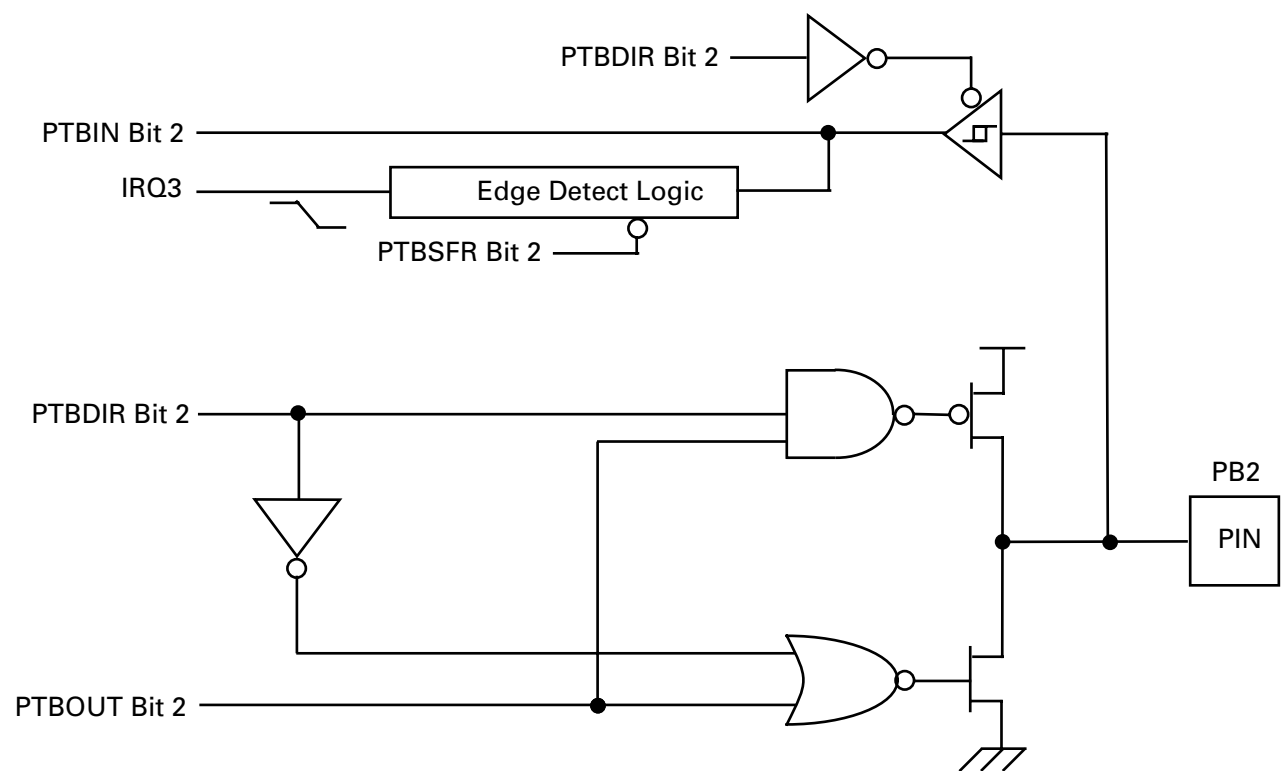 PTBDIR Bit 2
PTBIN Bit 2
IRQ3
Edge Detect Logic
PTBSFR Bit 2
PTBDIR Bit 2
PB2
PIN
PTBOUT Bit 2